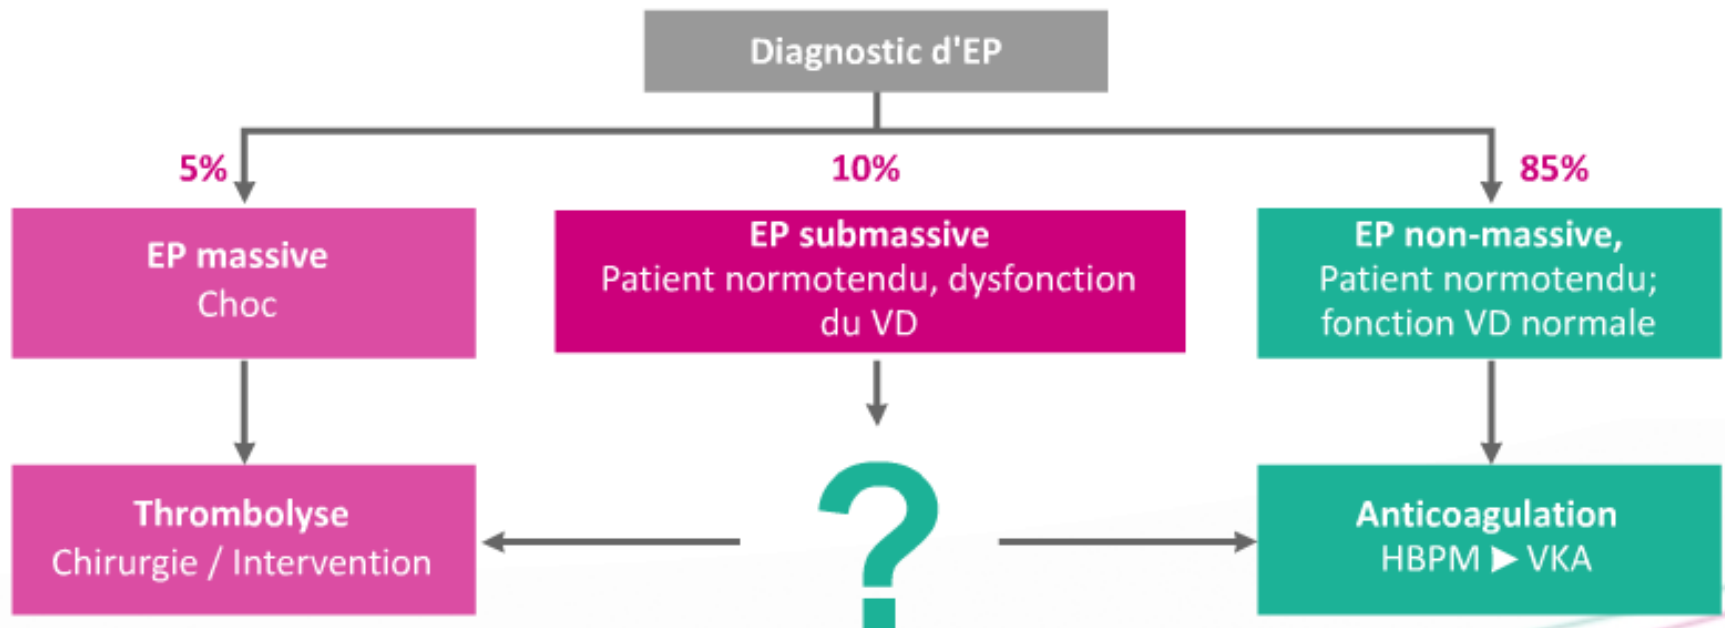 Diagnostic d'EP
5%
10%
85%
EP massive
Choc
EP submassive
Patient normotendu, dysfonction
du VD
EP non-massive,
Patient normotendu;
fonction VD normale
Thrombolyse
Chirurgie / Intervention
?
Anticoagulation
HBPM ► VKA